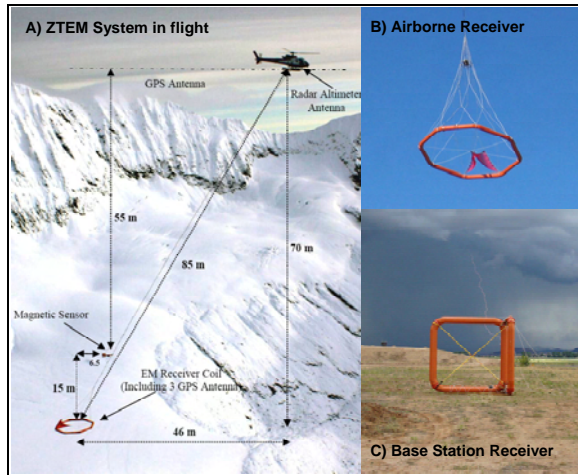 A) ZTEM System in flight
GPS Antenna
Radar Altimeter
Antenna
55 m
85 m
70 m
Magnetic Sensor
6.5
15 m
EM Receiver Coil
(Including 3 GPS Antenna)
46 m
B) Airborne Receiver
C) Base Station Receiver